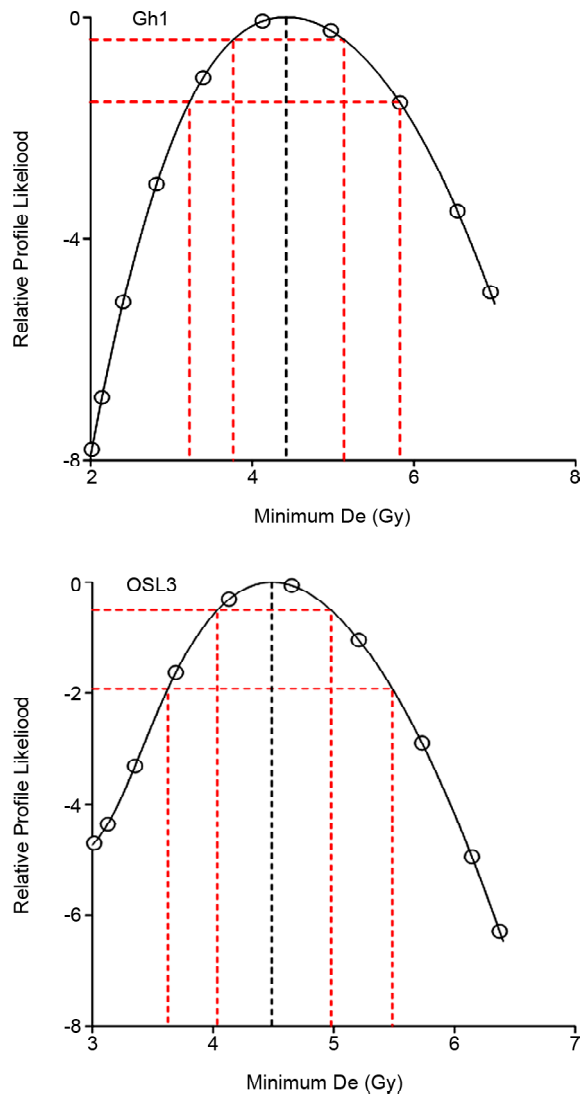 Gh1
0
-4
-8
Relative Profile Likeliood
2
4
6
8
Minimum De (Gy)
OSL3
0
-2
-4
-6
-8
Relative Profile Likeliood
3
4
5
6
7
Minimum De (Gy)